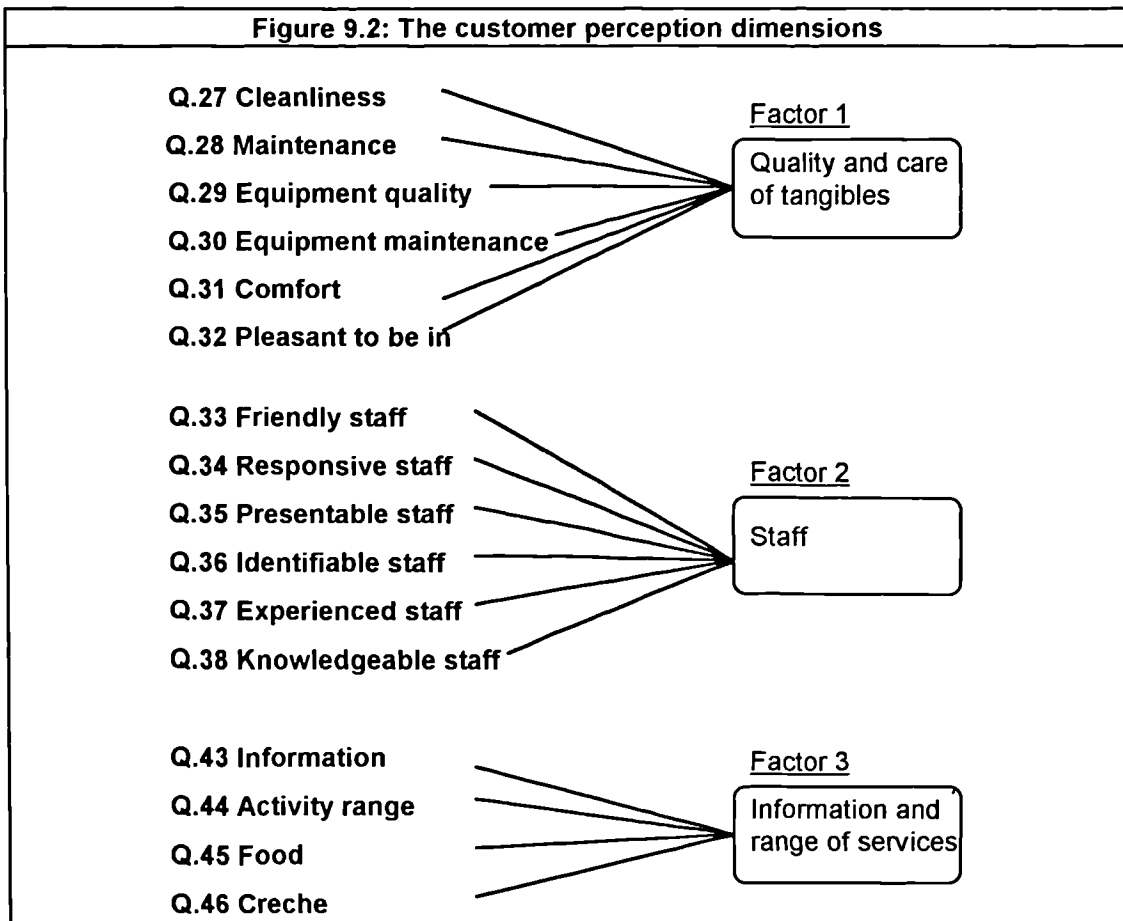 Figure 9.2: The customer perception dimensions
Q.27 Cleanliness
Q.28 Maintenance
Q.29 Equipment quality
Q.30 Equipment maintenance
Q.31 Comfort
Q.32 Pleasant to be in
Factor 1
Quality and care
of tangibles
Q.33 Friendly staff
Q.34 Responsive staff
Q.35 Presentable staff
Q.36 Identifiable staff
Q.37 Experienced staff
Q.38 Knowledgeable staff
Factor 2
Staff
Q.43 Information
Q.44 Activity range
Q.45 Food
Q.46 Creche
Factor 3
Information and
range of services